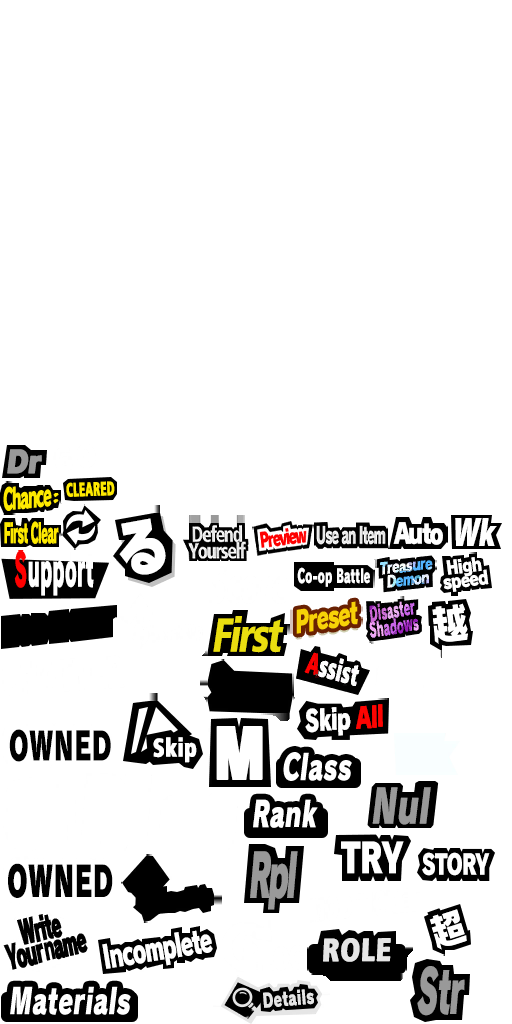 Dr
Chance:
CLEARED
First Clear
る
Defend
Yourself
Preview
Use an Item
Auto
Wk
Support
Co-op Battle
Treasure
Demon
High
speed
First
Preset
Disaster
Shadows
越
Assist
Skip All
OWNED
Skip
M
Class
Rank
Nul
TRY
STORY
OWNED
Rpl
Write
Your name
Incomplete
ROLE
超
Materials
Details
Str